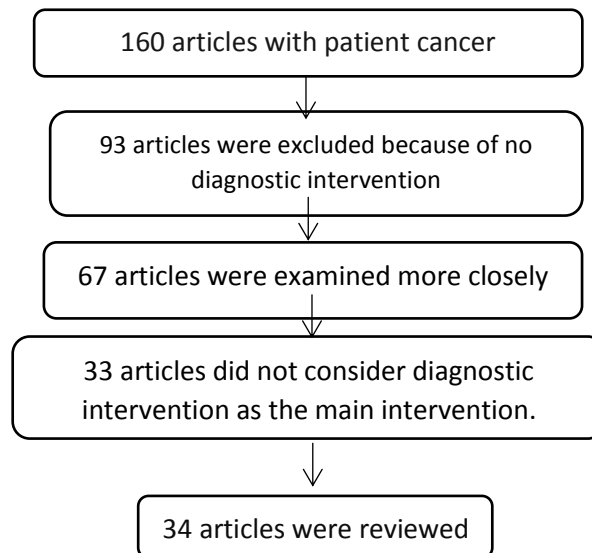 160 articles with patient cancer
93 articles were excluded because of no
diagnostic intervention
67 articles were examined more closely
33 articles did not consider diagnostic
intervention as the main intervention.
34 articles were reviewed